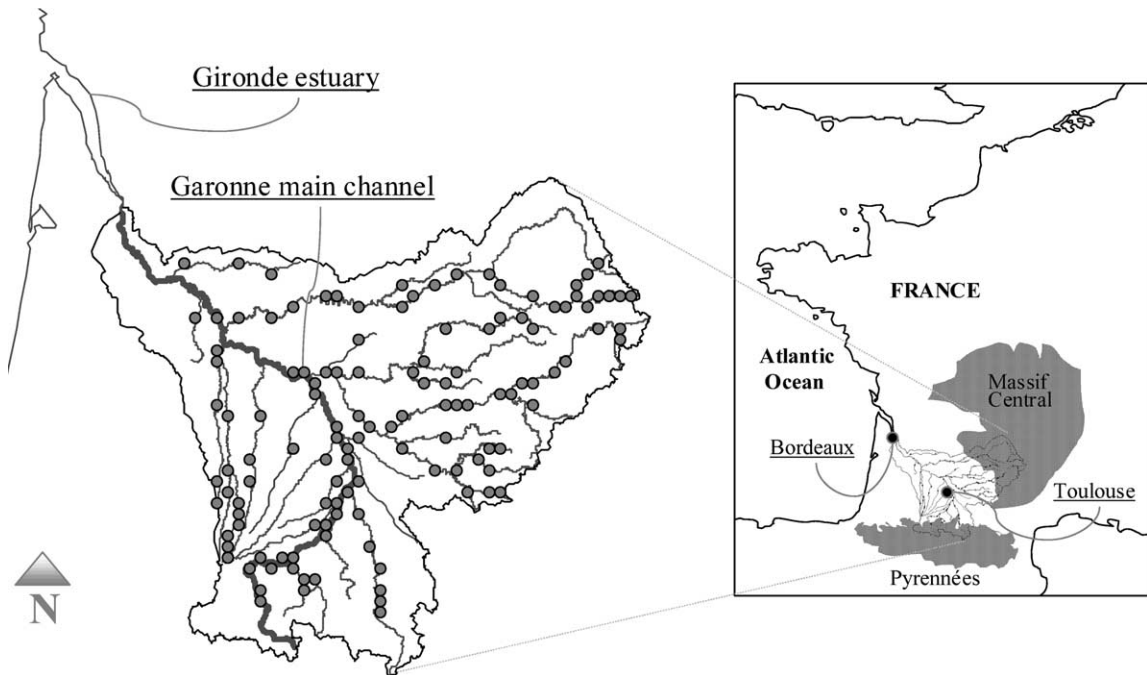 Gironde estuary
Garonne main channel
N
FRANCE
Atlantic
Ocean
Massif
Central
Bordeaux
Toulouse
Pyrennées